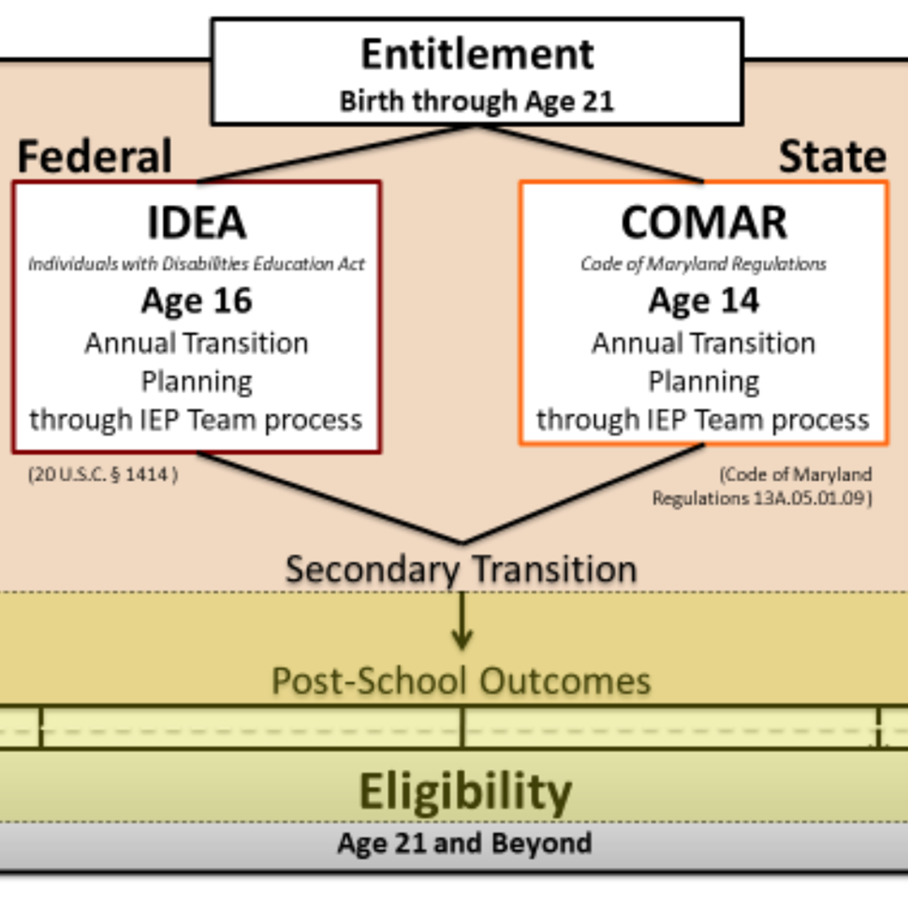 Entitlement
Birth through Age 21
Federal
State
IDEA
Individuals with Disabilities Education Act
Age 16
Annual Transition
Planning
through IEP Team process
(20 U.S.C. § 1414 )
COMAR
Code of Maryland Regulations
Age 14
Annual Transition
Planning
through IEP Team process
(Code of Maryland
Regulations 13A.05.01.09)
Secondary Transition
Post-School Outcomes
Eligibility
Age 21 and Beyond